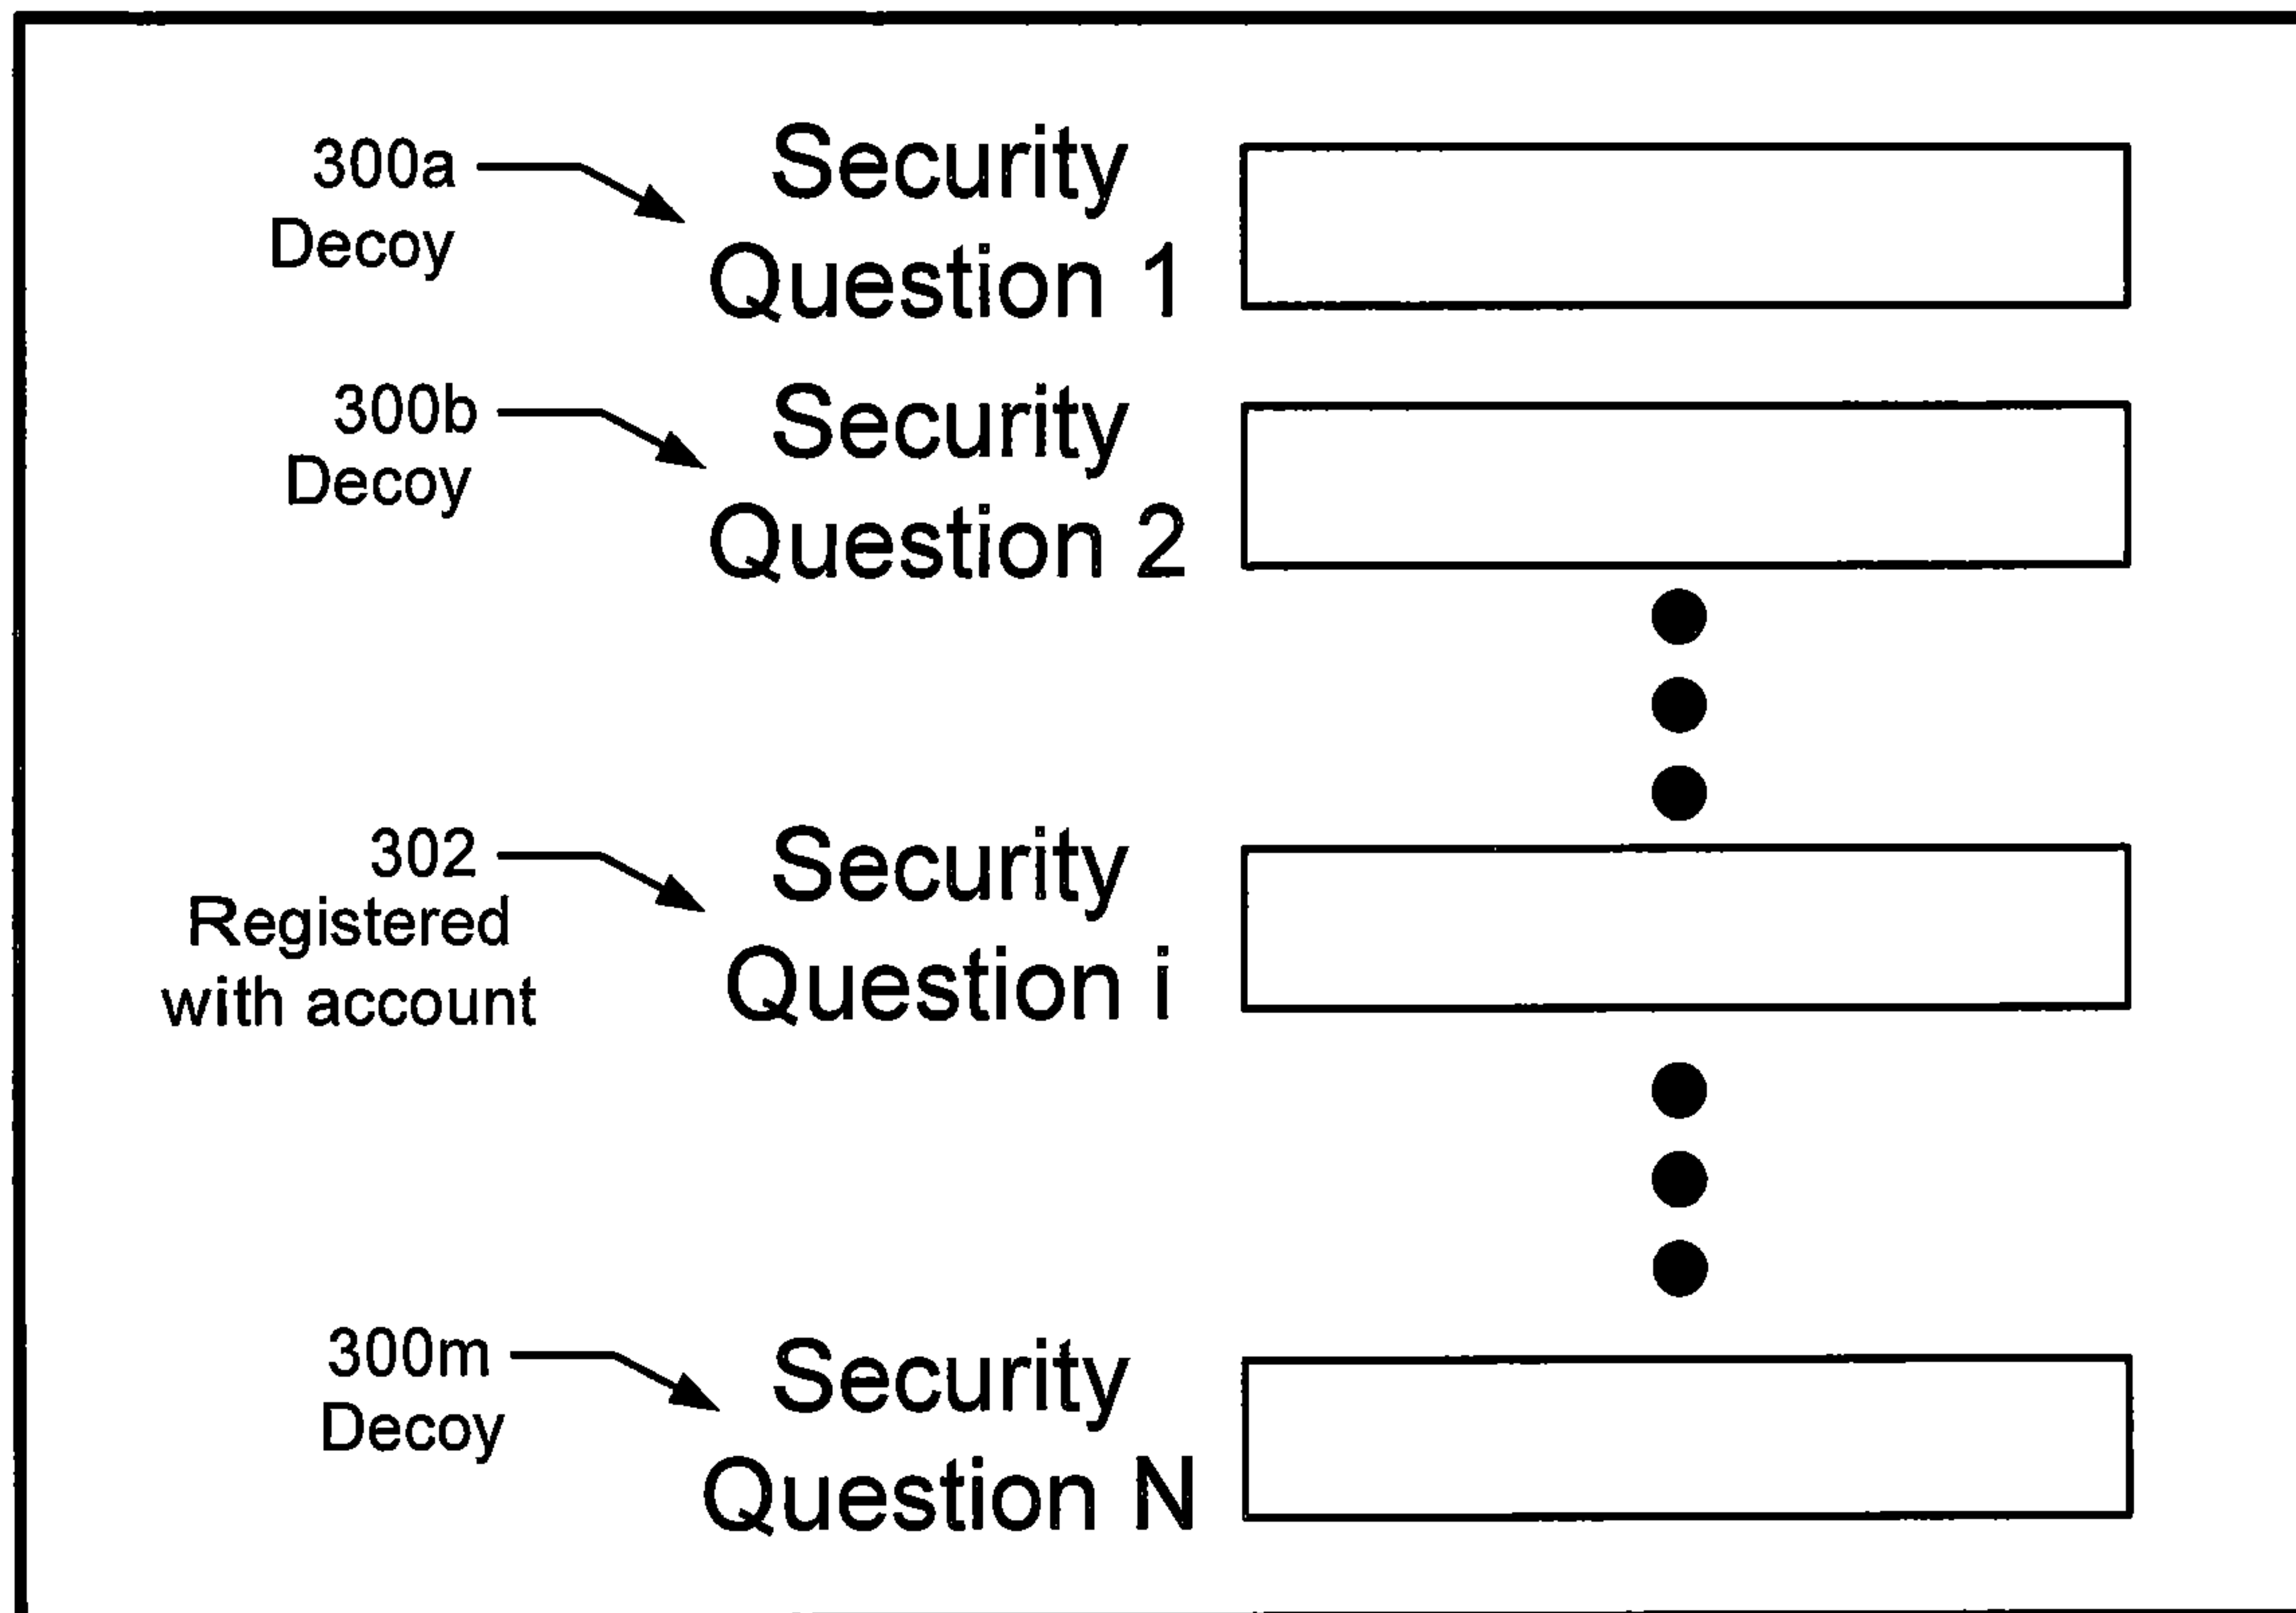 300a
Decoy
Security
Question 1
300b
Decoy
Security
Question 2
302
Registered
with account
Security
Question i
300m
Decoy
Security
Question N